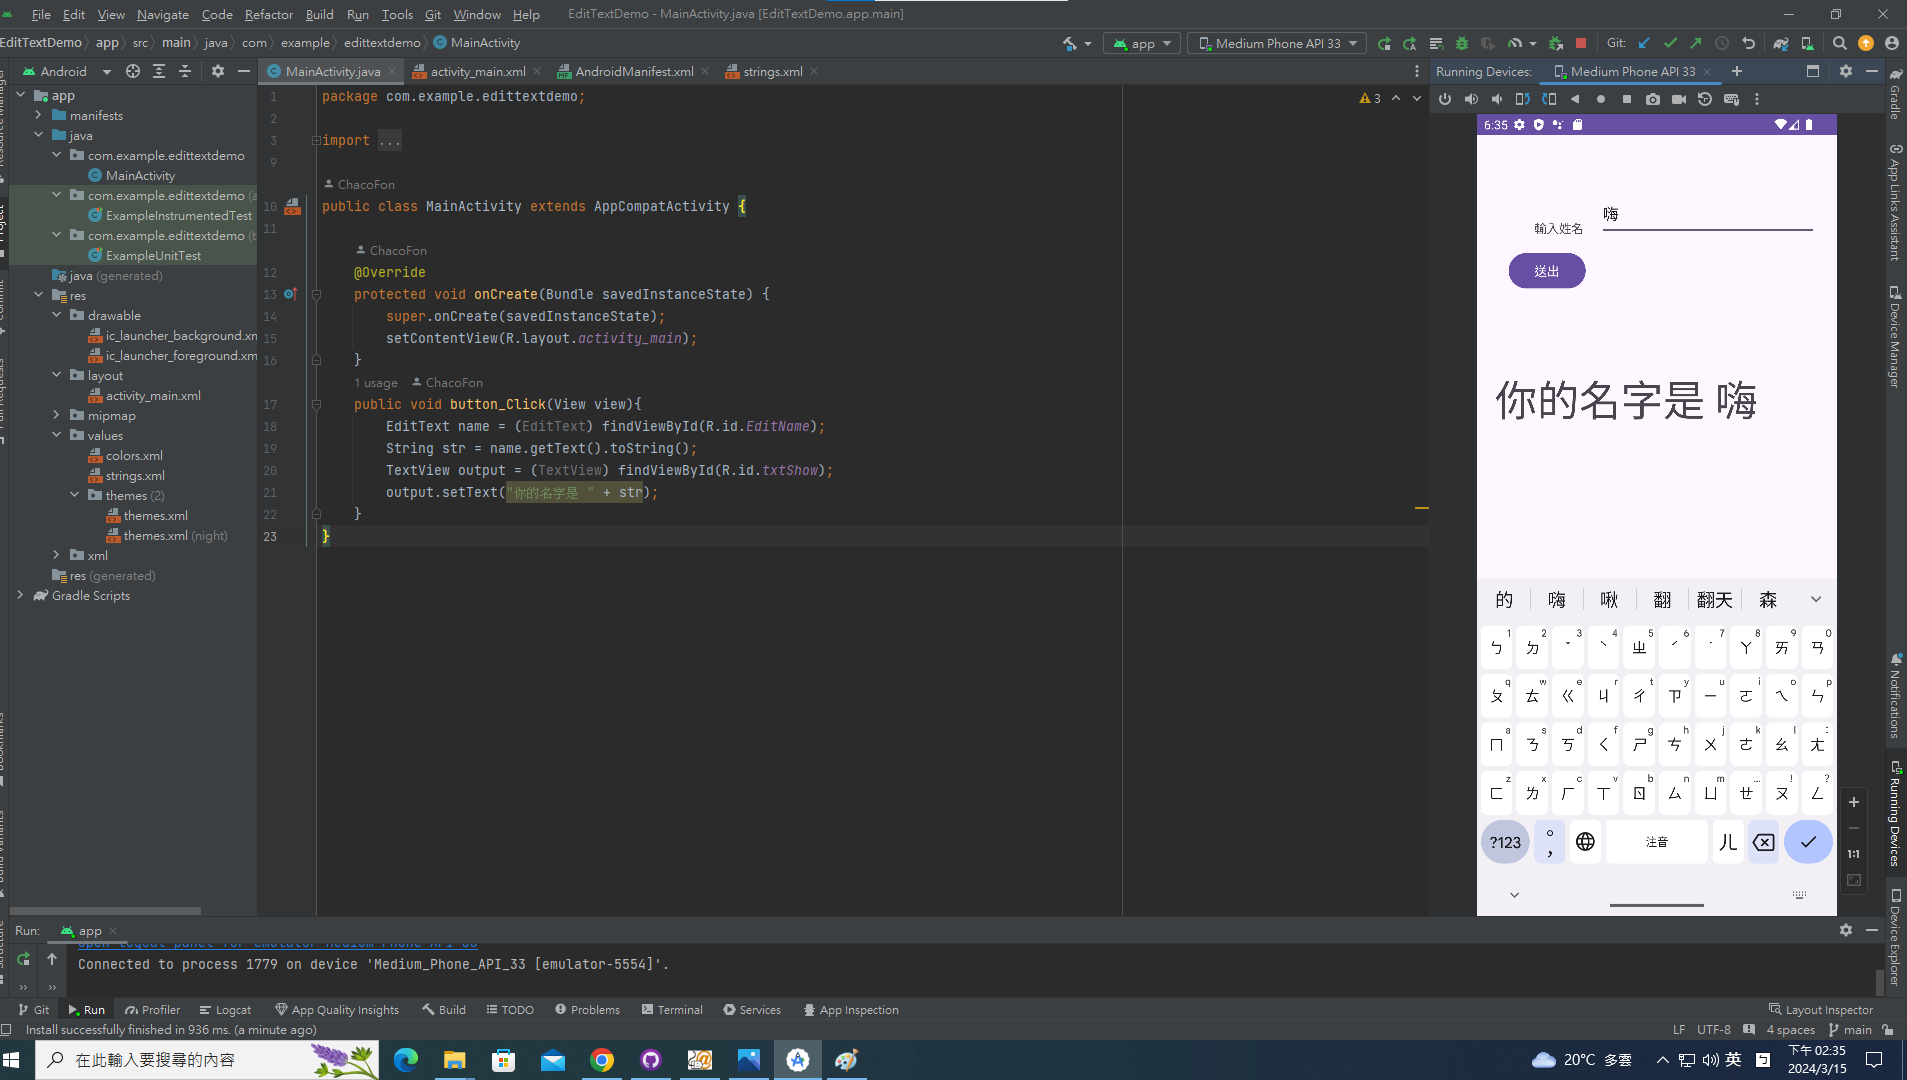 File Edit View Navigate Code Refactor Build Run Tools Git Window Help EditTextDemo - MainActivity.java [EditTextDemo.app.main]
EditTextDemo app src main java com example edittextdemo MainActivity app Medium Phone API 33 Git:
Android MainActivity.java activity_main.xml AndroidManifest.xml strings.xml Running Devices: Medium Phone API 33
app
manifests
java
com.example.edittextdemo
MainActivity
com.example.edittextdemo
ExampleInstrumentedTest
com.example.edittextdemo
ExampleUnitTest
java (generated)
res
drawable
ic_launcher_background.xm
ic_launcher_foreground.xm
layout
activity_main.xml
mipmap
values
colors.xml
strings.xml
themes (2)
themes.xml
themes.xml (night)
xml
res (generated)
Gradle Scripts
3
1 package com.example.edittextdemo;
2
3 import ...
9
ChacoFon
10 public class MainActivity extends AppCompatActivity {
11
ChacoFon
12 @Override
13 protected void onCreate(Bundle savedInstanceState) {
14 super.onCreate(savedInstanceState);
15 setContentView(R.layout.activity_main);
16 }
1 usage ChacoFon
17 public void button_Click(View view){
18 EditText name = (EditText) findViewById(R.id.EditName);
19 String str = name.getText().toString();
20 TextView output = (TextView) findViewById(R.id.txtShow);
21 output.setText("你的名字是 " + str);
22 }
23 }
6:35
輸入姓名 嗨
送出
你的名字是 嗨
的 嗨 啾 翻 翻天 森
1 2 3 4 5 6 7 8 9 0
ㄅ ㄉ ˇ ˋ ㄓ ˊ ˙ ㄚ ㄞ ㄢ
q w e r t y u i o p
ㄆ ㄊ ㄍ ㄐ ㄔ ㄗ ㄧ ㄛ ㄟ ㄣ
a s d f g h j k l :
ㄇ ㄋ ㄎ ㄑ ㄕ ㄘ ㄨ ㄜ ㄠ ㄤ
z x c v b n m … ! ?
ㄈ ㄌ ㄏ ㄒ ㄖ ㄙ ㄩ ㄝ ㄡ ㄥ
?123 ° , 注音 ㄦ
1:1
Gradle
App Links Assistant
Device Manager
Notifications
Running Devices
Device Explorer
Run: app
Connected to process 1779 on device 'Medium_Phone_API_33 [emulator-5554]'.
Git Run Profiler Logcat App Quality Insights Build TODO Problems Terminal Services App Inspection Layout Inspector
Install successfully finished in 936 ms. (a minute ago) LF UTF-8 4 spaces main
在此輸入要搜尋的內容 20°C 多雲 英 ㄅ 下午 02:35
2024/3/15